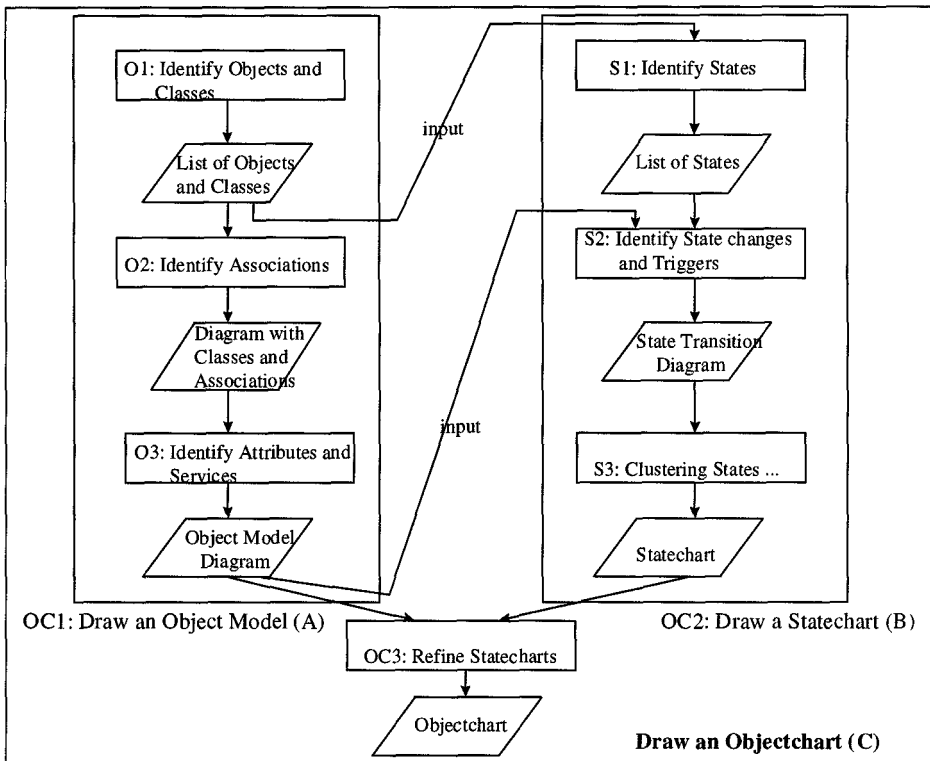 O1: Identify Objects and
Classes
List of Objects
and Classes
O2: Identify Associations
Diagram with
Classes and
Associations
O3: Identify Attributes and
Services
Object Model
Diagram
OC1: Draw an Object Model (A)
input
input
S1: Identify States
List of States
S2: Identify State changes
and Triggers
State Transition
Diagram
S3: Clustering States ...
Statechart
OC2: Draw a Statechart (B)
OC3: Refine Statecharts
Objectchart
Draw an Objectchart (C)